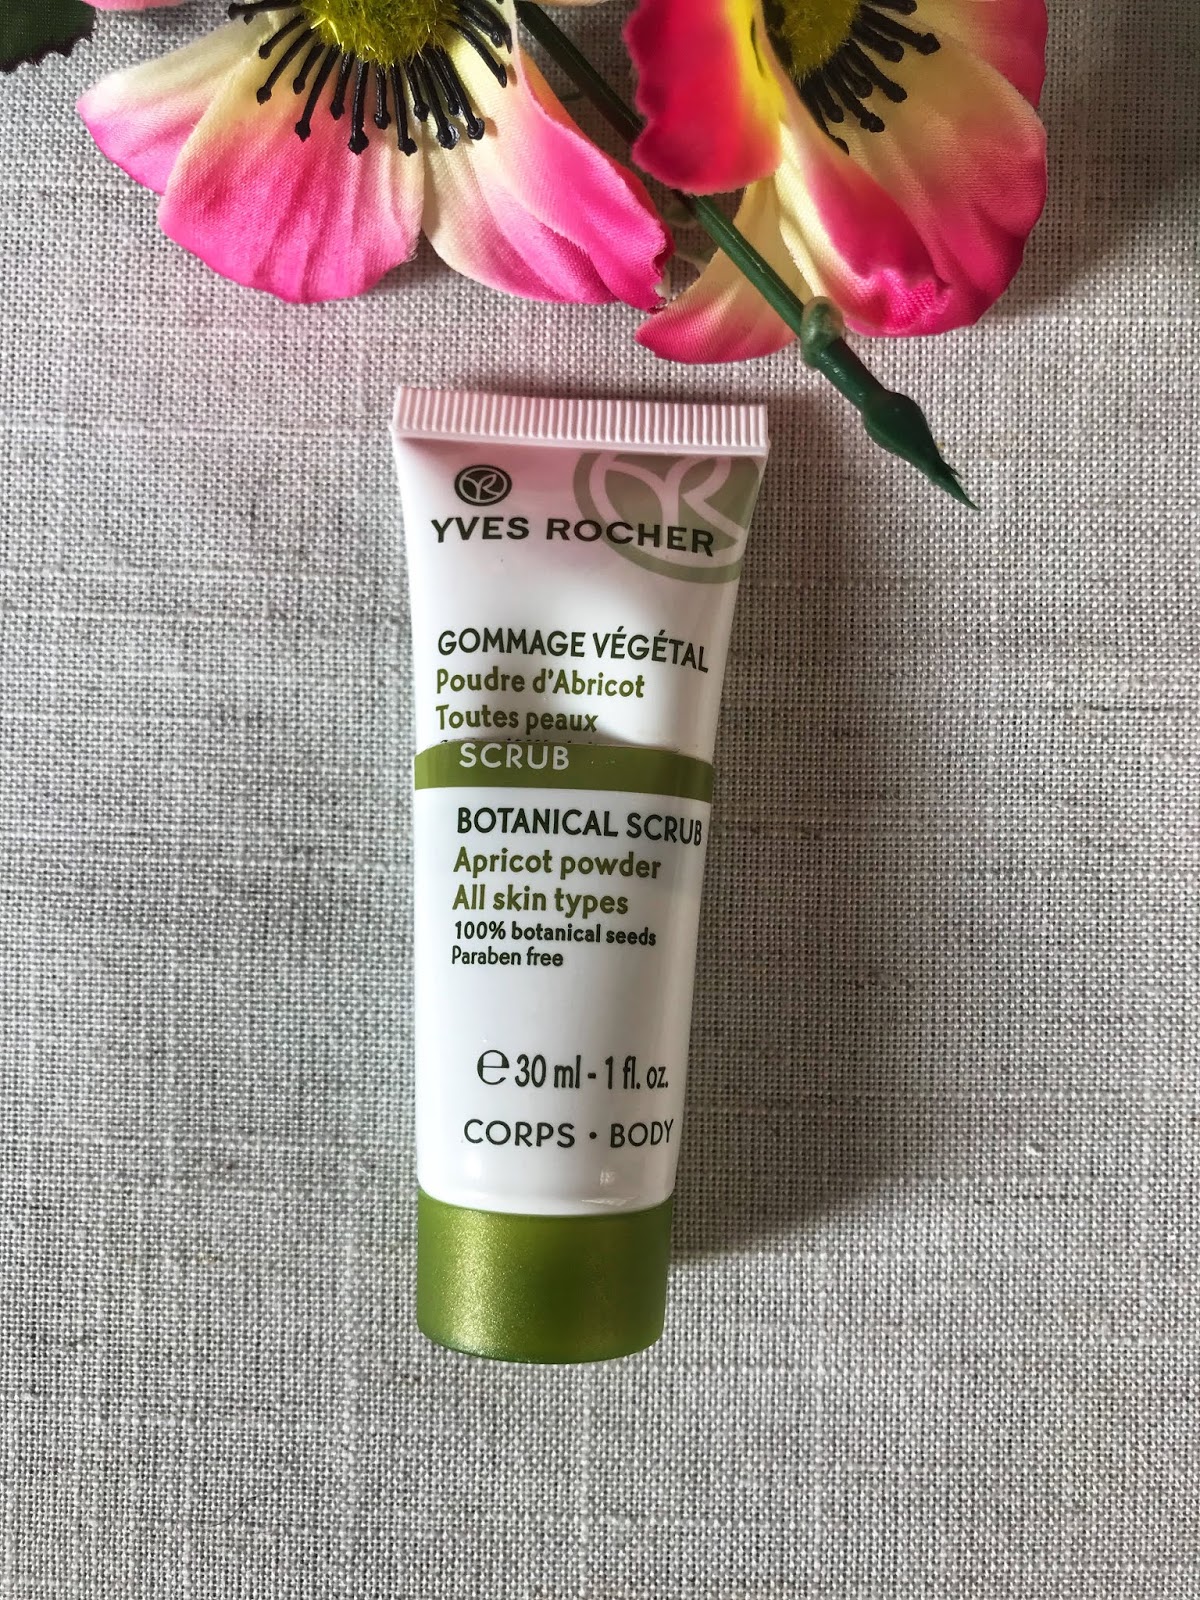 YR
YVES ROCHER
GOMMAGE VÉGÉTAL
Poudre d'Abricot
Toutes peaux
SCRUB
BOTANICAL SCRUB
Apricot powder
All skin types
100% botanical seeds
Paraben free
℮ 30 ml - 1 fl. oz.
CORPS • BODY